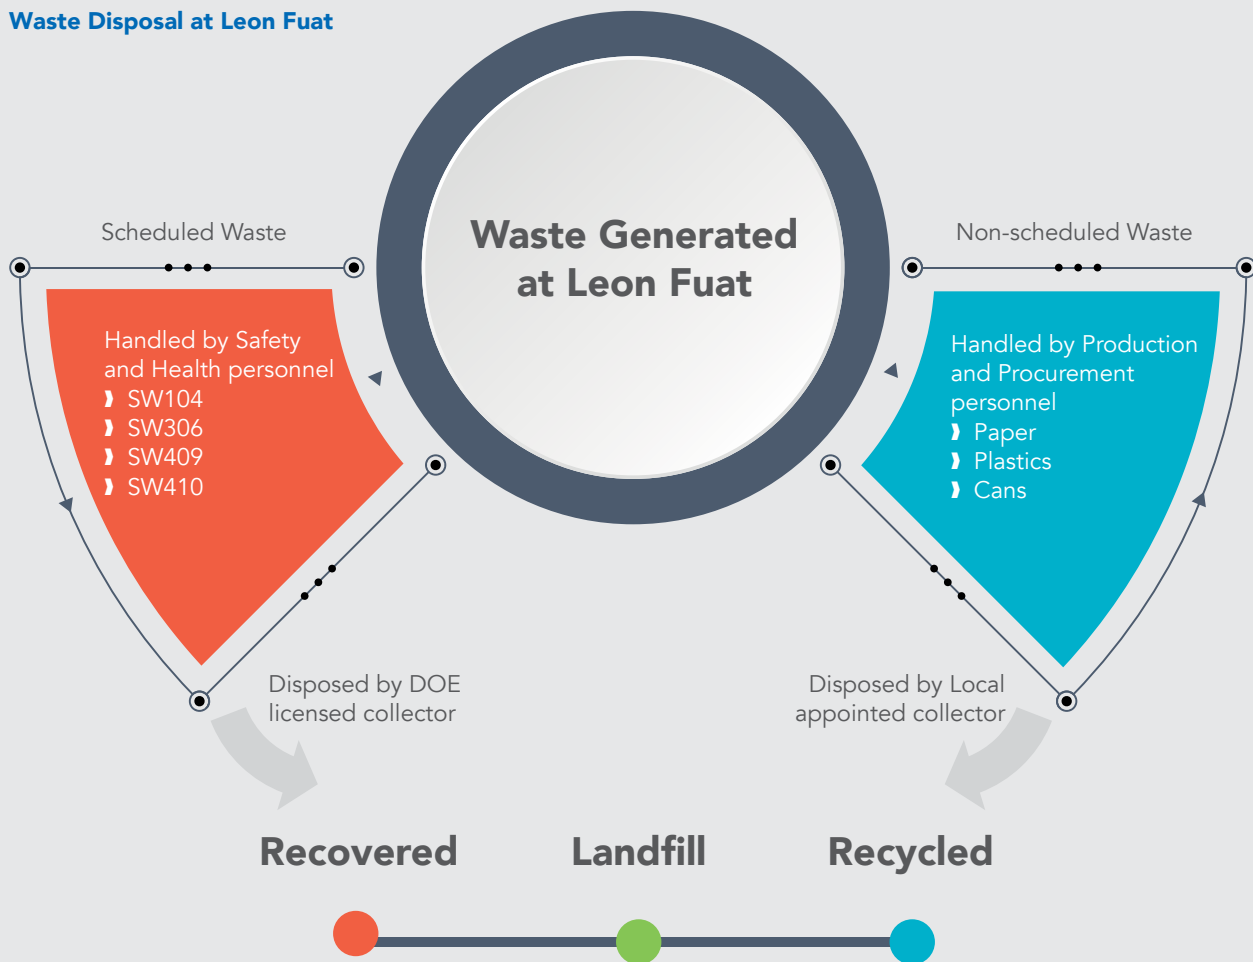 Waste Disposal at Leon Fuat
Waste Generated
at Leon Fuat
Scheduled Waste
Handled by Safety
and Health personnel
SW104
SW306
SW409
SW410
Disposed by DOE
licensed collector
Non-scheduled Waste
Handled by Production
and Procurement
personnel
Paper
Plastics
Cans
Disposed by Local
appointed collector
Recovered
Landfill
Recycled